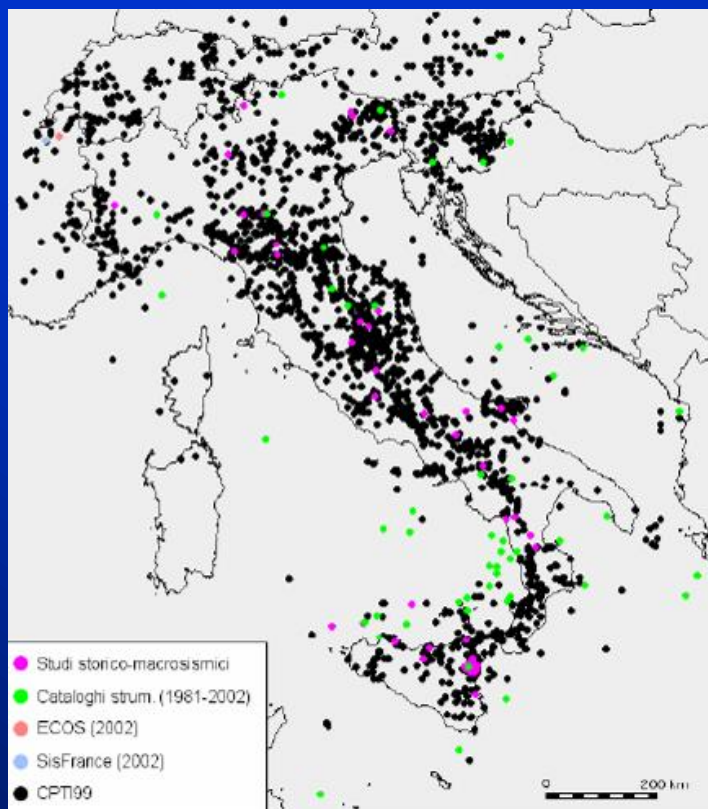 Studi storico-macrosismici
Cataloghi strum. (1981-2002)
ECOS (2002)
SisFrance (2002)
CPTI99
0 200 km